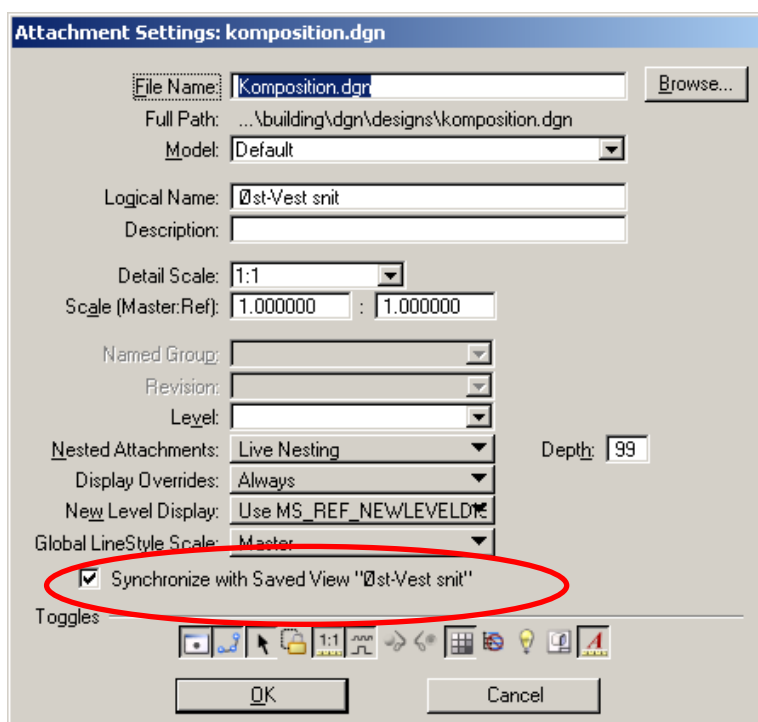 Attachment Settings: komposition.dgn
File Name: Komposition.dgn Browse...
Full Path: ...\building\dgn\designs\komposition.dgn
Model: Default
Logical Name: Øst-Vest snit
Description:
Detail Scale: 1:1
Scale (Master:Ref): 1.000000 : 1.000000
Named Group:
Revision:
Level:
Nested Attachments: Live Nesting Depth: 99
Display Overrides: Always
New Level Display: Use MS_REF_NEWLEVELDI
Global LineStyle Scale: Master
Synchronize with Saved View "Øst-Vest snit"
Toggles
1:1 A
OK Cancel